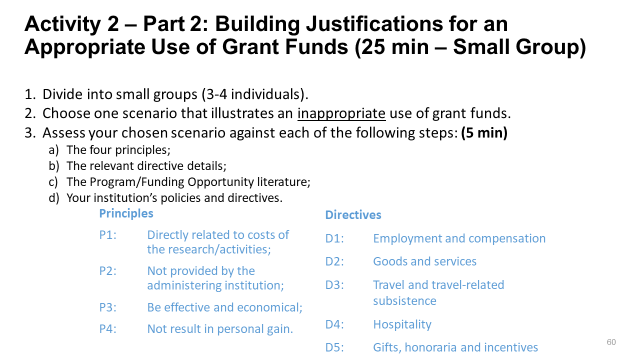 Activity 2 – Part 2: Building Justifications for an
Appropriate Use of Grant Funds (25 min – Small Group)
1. Divide into small groups (3-4 individuals).
2. Choose one scenario that illustrates an inappropriate use of grant funds.
3. Assess your chosen scenario against each of the following steps: (5 min)
a) The four principles;
b) The relevant directive details;
c) The Program/Funding Opportunity literature;
d) Your institution's policies and directives.
Principles
P1: Directly related to costs of
the research/activities;
P2: Not provided by the
administering institution;
P3: Be effective and economical;
P4: Not result in personal gain.
Directives
D1: Employment and compensation
D2: Goods and services
D3: Travel and travel-related
subsistence
D4: Hospitality
D5: Gifts, honoraria and incentives
60